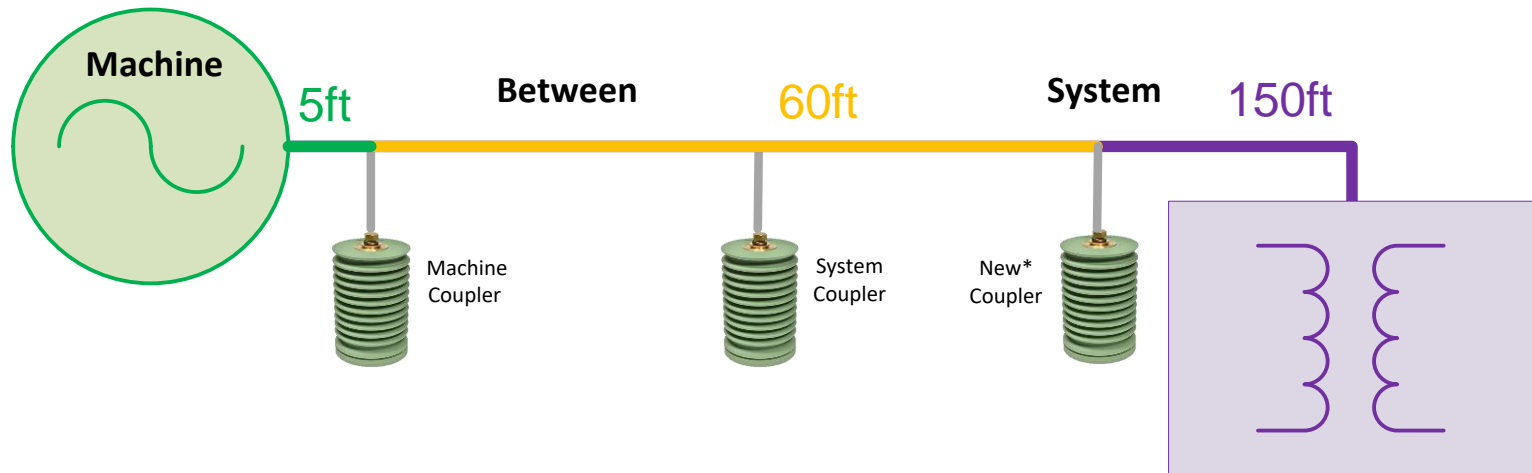 Machine
5ft
Between
60ft
System
150ft
Machine
Coupler
System
Coupler
New*
Coupler